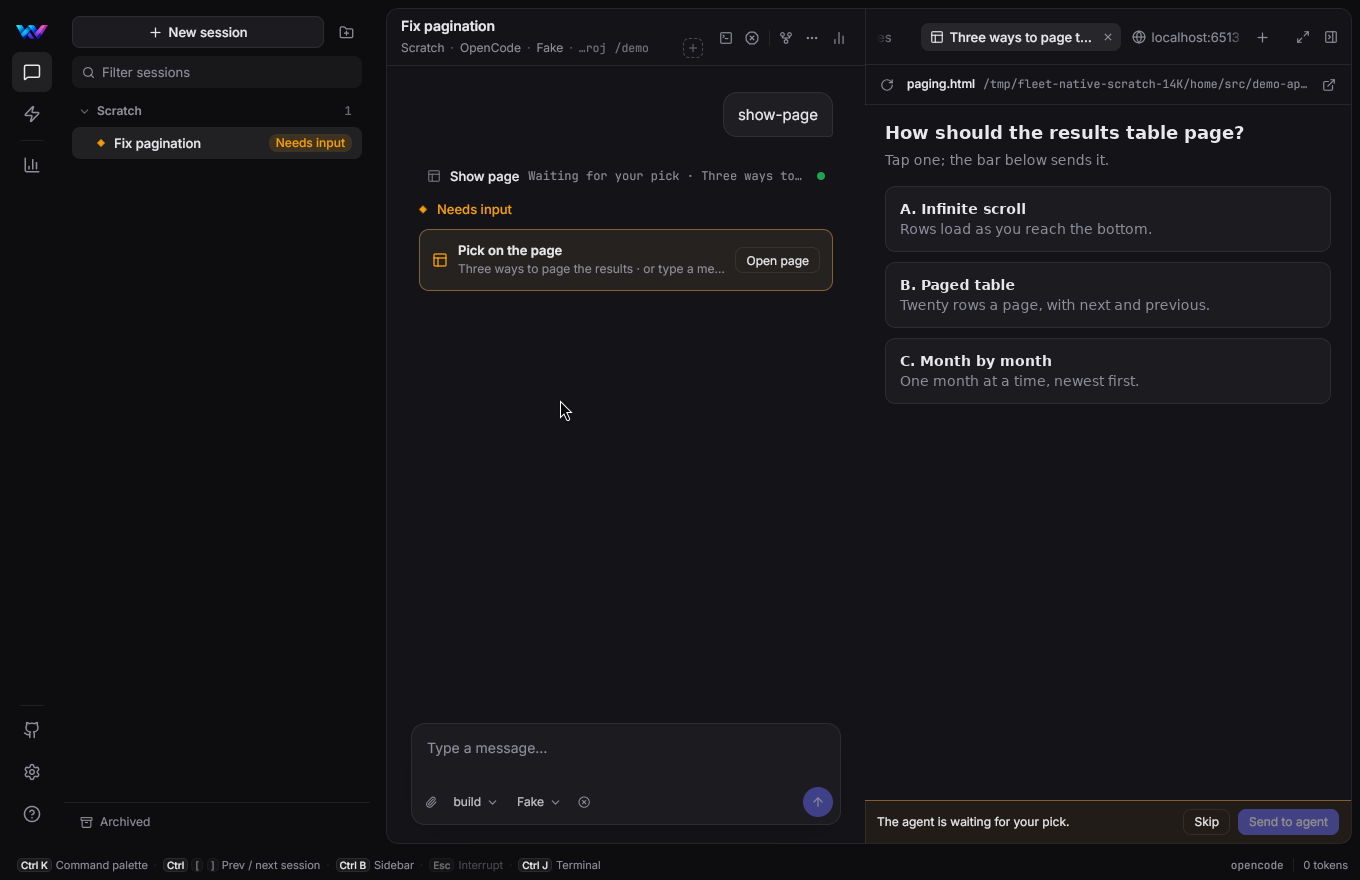 New session
Filter sessions
Scratch 1
Fix pagination Needs input
Archived
Fix pagination
Scratch · OpenCode · Fake · …roj /demo
show-page
Show page Waiting for your pick · Three ways to…
Needs input
Pick on the page
Three ways to page the results · or type a me…
Open page
Type a message...
build Fake
es Three ways to page t… localhost:6513
paging.html /tmp/fleet-native-scratch-14K/home/src/demo-ap…
How should the results table page?
Tap one; the bar below sends it.
A. Infinite scroll
Rows load as you reach the bottom.
B. Paged table
Twenty rows a page, with next and previous.
C. Month by month
One month at a time, newest first.
The agent is waiting for your pick. Skip Send to agent
Ctrl K Command palette · Ctrl [ ] Prev / next session · Ctrl B Sidebar · Esc Interrupt · Ctrl J Terminal
opencode 0 tokens